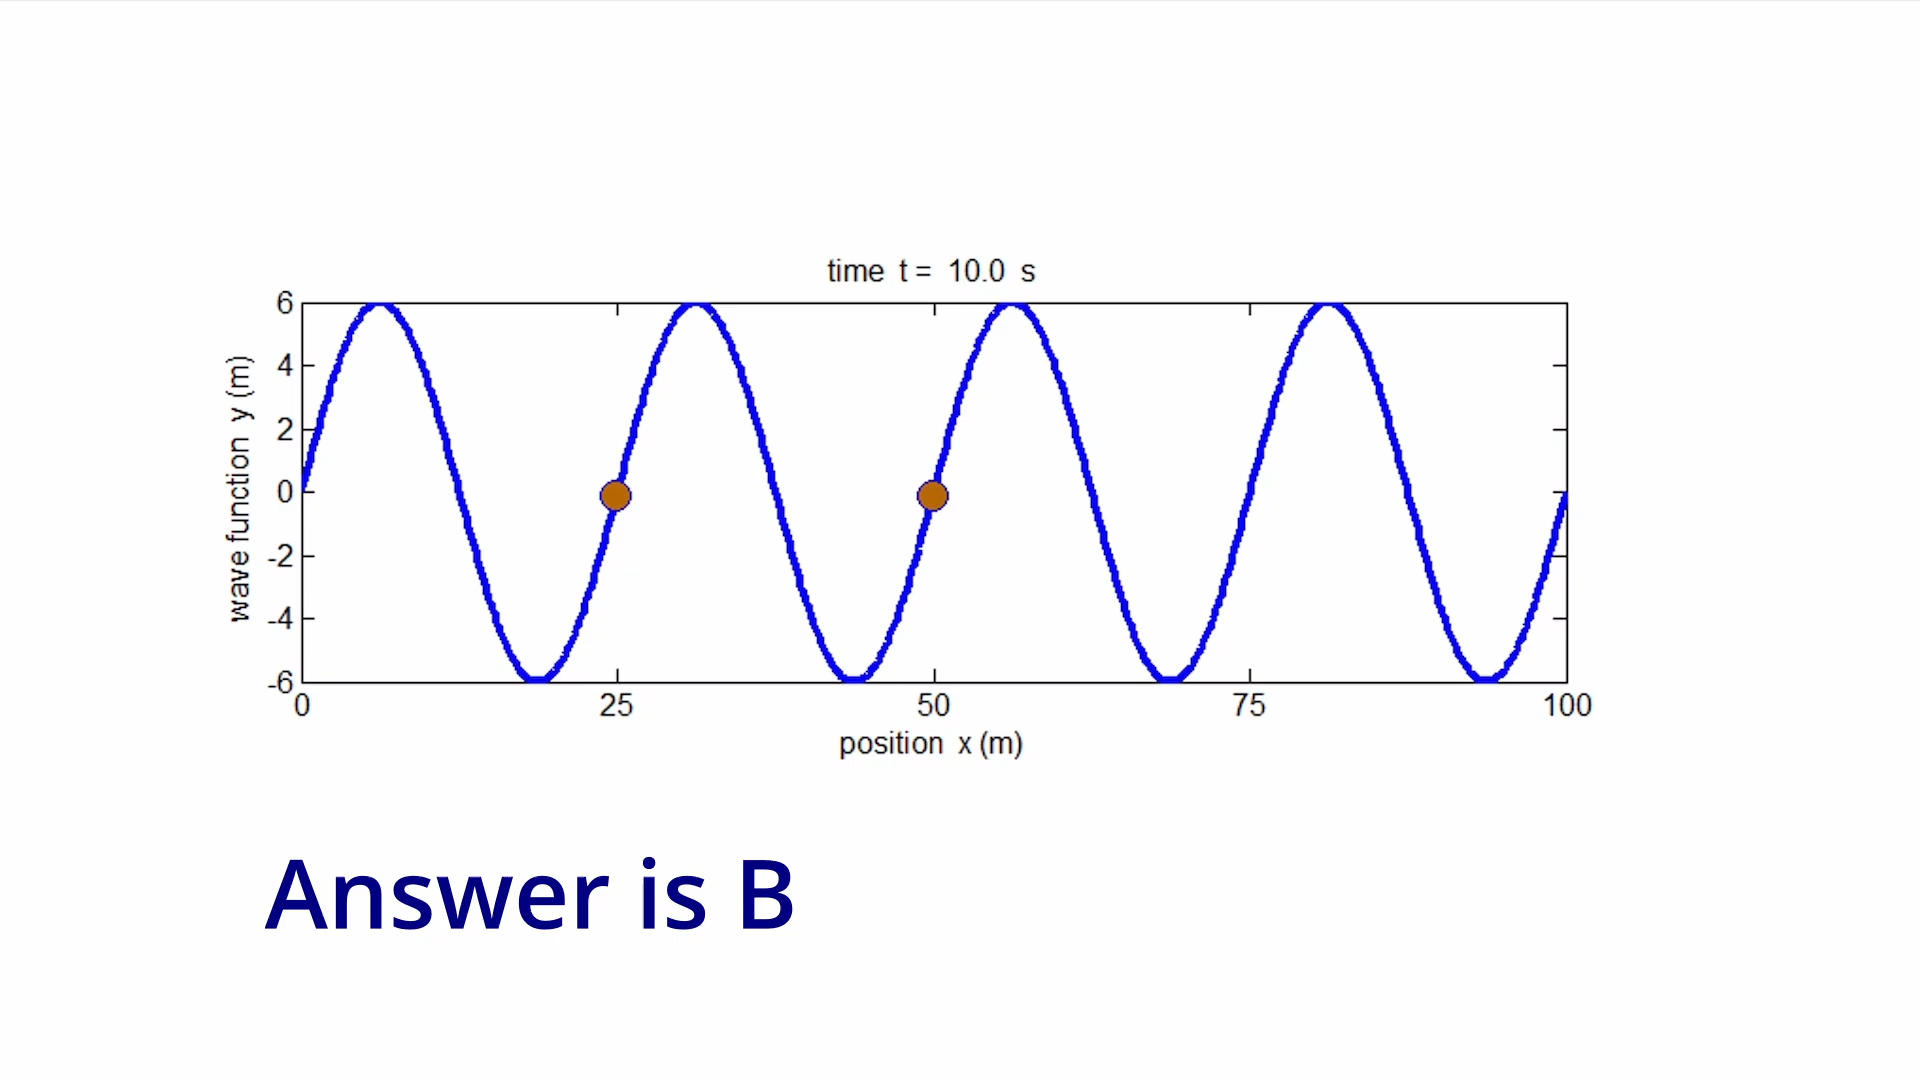 time t = 10.0 s
6
4
2
0
-2
-4
-6
wave function y (m)
0 25 50 75 100
position x (m)
Answer is B